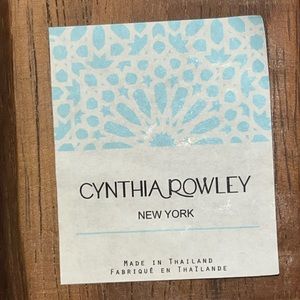 CYNTHIA ROWLEY
NEW YORK
MADE IN THAILAND
FABRIQUÉ EN THAÏLANDE